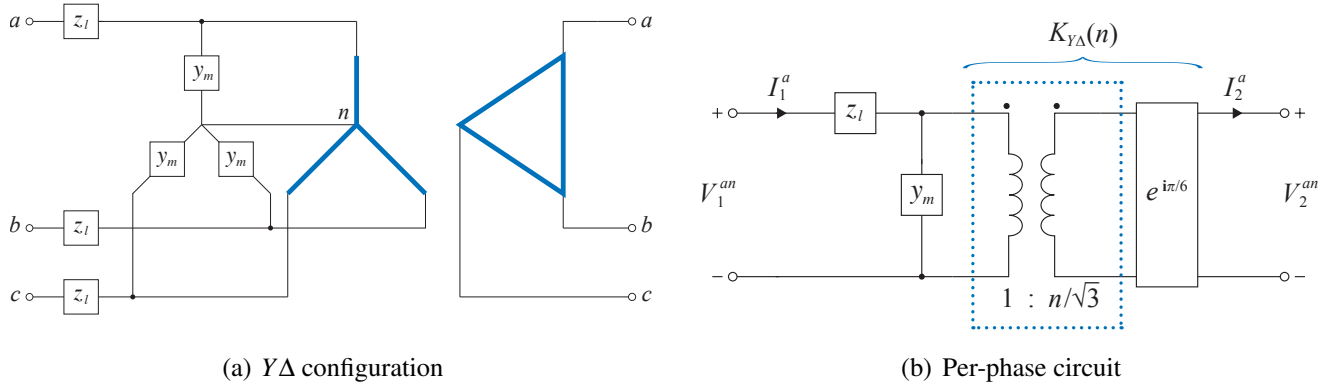 a z_l a
y_m
n
y_m y_m
b z_l b
c z_l c
(a) YΔ configuration
K_{YΔ}(n)
I_1^a I_2^a
+ z_l +
V_1^{an} y_m e^{iπ/6} V_2^{an}
− −
1 : n/√3
(b) Per-phase circuit